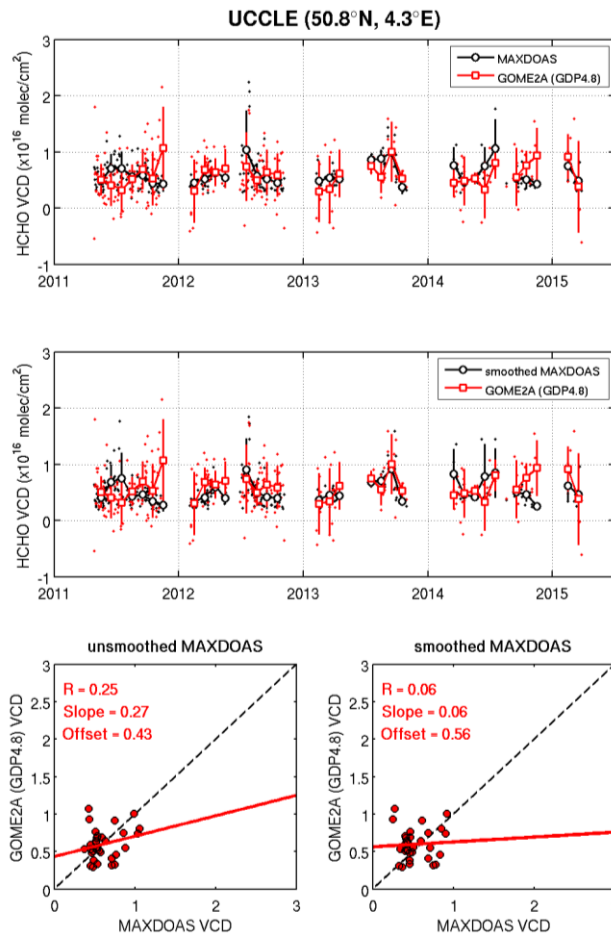 UCCLE (50.8°N, 4.3°E)
HCHO VCD (x10^16 molec/cm^2)
3
2
1
0
-1
MAXDOAS
GOME2A (GDP4.8)
2011 2012 2013 2014 2015
HCHO VCD (x10^16 molec/cm^2)
3
2
1
0
-1
smoothed MAXDOAS
GOME2A (GDP4.8)
2011 2012 2013 2014 2015
unsmoothed MAXDOAS
GOME2A (GDP4.8) VCD
3
2.5
2
1.5
1
0.5
0
R = 0.25
Slope = 0.27
Offset = 0.43
0 1 2 3
MAXDOAS VCD
smoothed MAXDOAS
GOME2A (GDP4.8) VCD
3
2.5
2
1.5
1
0.5
0
R = 0.06
Slope = 0.06
Offset = 0.56
0 1 2
MAXDOAS VCD